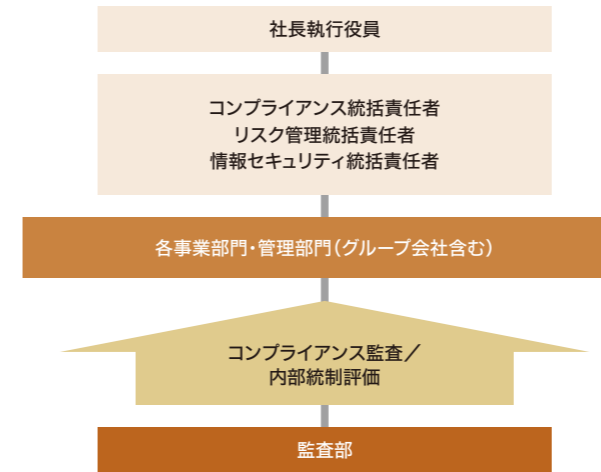 社長執行役員
コンプライアンス統括責任者
リスク管理統括責任者
情報セキュリティ統括責任者
各事業部門・管理部門(グループ会社含む)
コンプライアンス監査／
内部統制評価
監査部